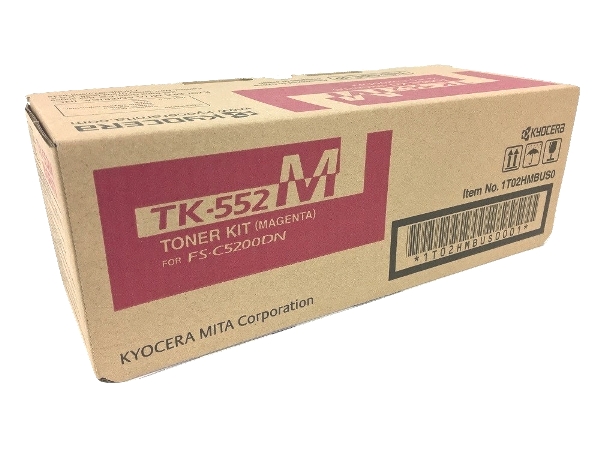 KYOCERA
TK-552 M
TONER KIT (MAGENTA)
FOR FS-C5200DN
KYOCERA MITA Corporation
KYOCERA
Item No. 1T02HMBUS0
*1T02HMBUS0001*